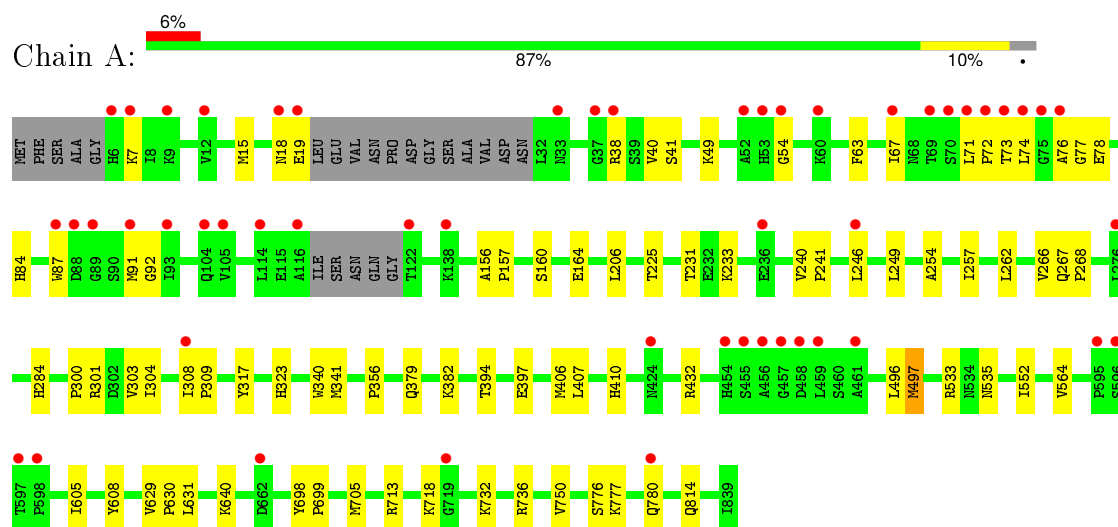 6%
Chain A:
87% 10% •
MET PHE SER ALA GLY H6 K7 I8 K9 V12 M15 N18 E19 LEU GLU VAL ASN PRO ASP GLY SER ALA VAL ASP ASN L32 N33 G37 R38 S39 V40 S41 K49 A52 H53 G54 K60 F63 I67 N68 T69 S70 L71 P72 T73 L74 G75 A76 G77 E78
H84 W87 D88 G89 S90 M91 G92 I93 Q104 V105 L114 E115 A116 ILE SER ASN GLN GLY T122 K138 A156 P157 S160 E164 L206 T225 T231 E232 K233 E236 V240 P241 L246 L249 A254 I257 L262 V266 Q267 P268 L276
H284 P300 R301 D302 V303 I304 I308 P309 Y317 H323 W340 M341 P356 Q379 K382 T394 E397 M406 L407 H410 N424 R432 H454 S455 A456 G457 D458 L459 S460 A461 L496 M497 R533 N534 N535 I552 V564 P595 S596
T597 P598 I605 Y608 V629 P630 L631 K640 D662 Y698 P699 M705 R713 K718 G719 K732 R736 V750 S776 K777 Q780 Q814 I839